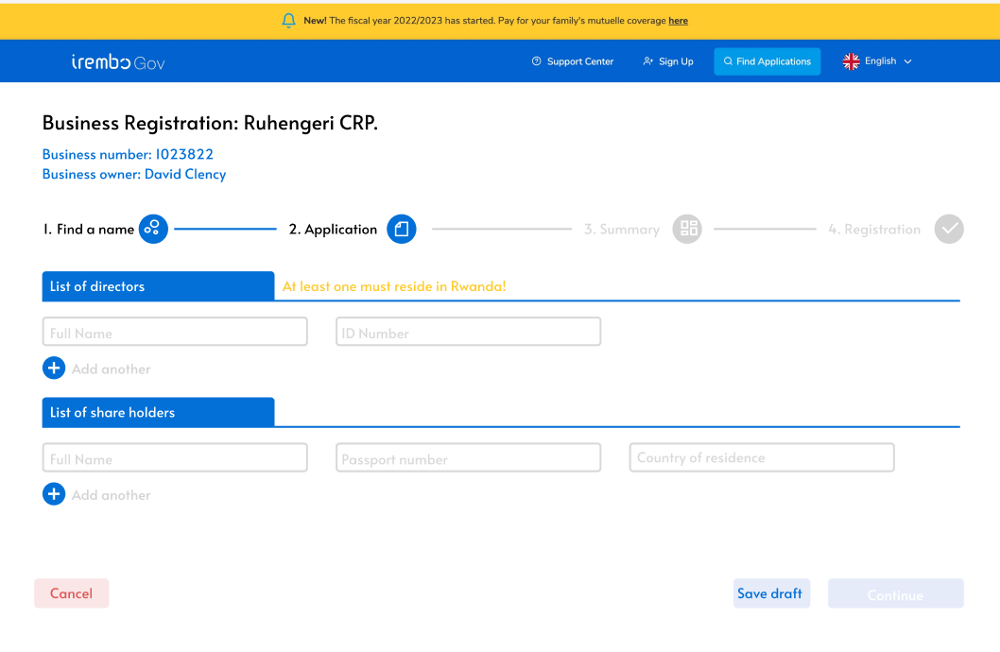 New! The fiscal year 2022/2023 has started. Pay for your family's mutuelle coverage here
irembo Gov
Support Center
Sign Up
Find Applications
English
Business Registration: Ruhengeri CRP.
Business number: 1023822
Business owner: David Clency
1. Find a name
2. Application
3. Summary
4. Registration
List of directors
At least one must reside in Rwanda!
Full Name
ID Number
Add another
List of share holders
Full Name
Passport number
Country of residence
Add another
Cancel
Save draft
Continue